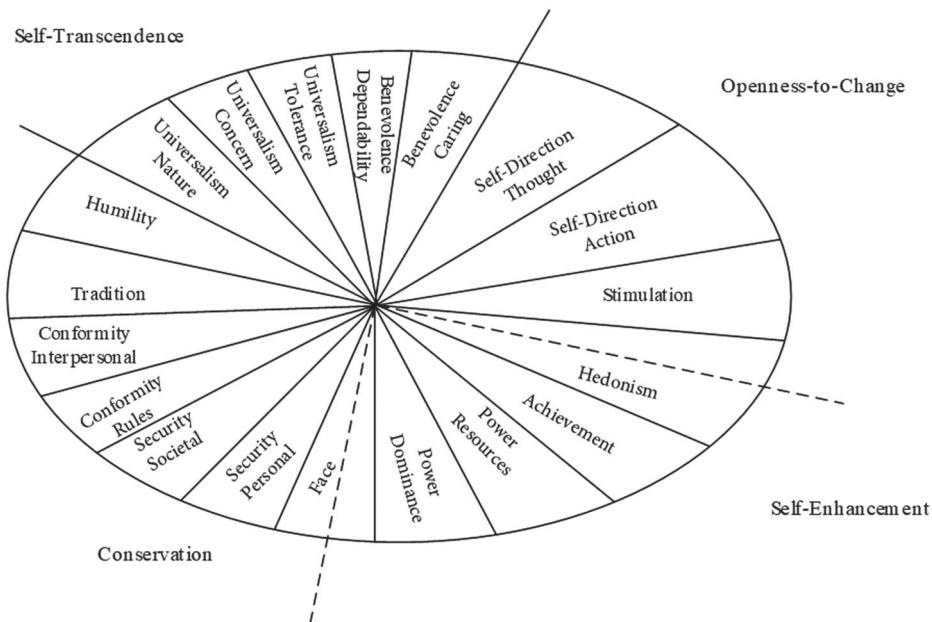 Self-Transcendence
Openness-to-Change
Universalism
Nature
Universalism
Concern
Universalism
Tolerance
Benevolence
Dependability
Benevolence
Caring
Self-Direction
Thought
Self-Direction
Action
Stimulation
Hedonism
Achievement
Power
Resources
Power
Dominance
Face
Security
Personal
Security
Societal
Conformity
Rules
Conformity
Interpersonal
Tradition
Humility
Self-Enhancement
Conservation